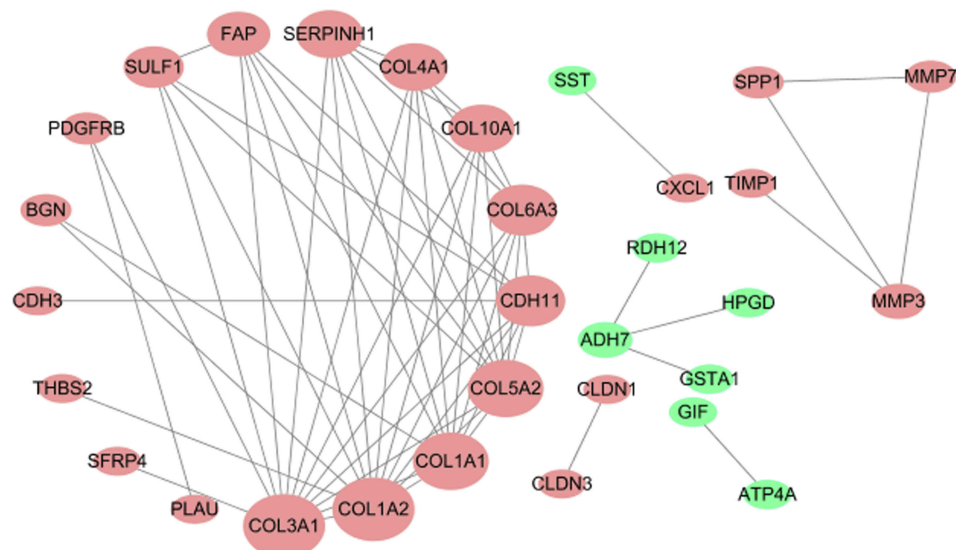 FAP
SERPINH1
SULF1
COL4A1
SST
SPP1
MMP7
PDGFRB
COL10A1
CXCL1
TIMP1
BGN
COL6A3
RDH12
CDH3
CDH11
HPGD
MMP3
ADH7
GSTA1
THBS2
COL5A2
CLDN1
GIF
SFRP4
COL1A1
CLDN3
ATP4A
PLAU
COL1A2
COL3A1